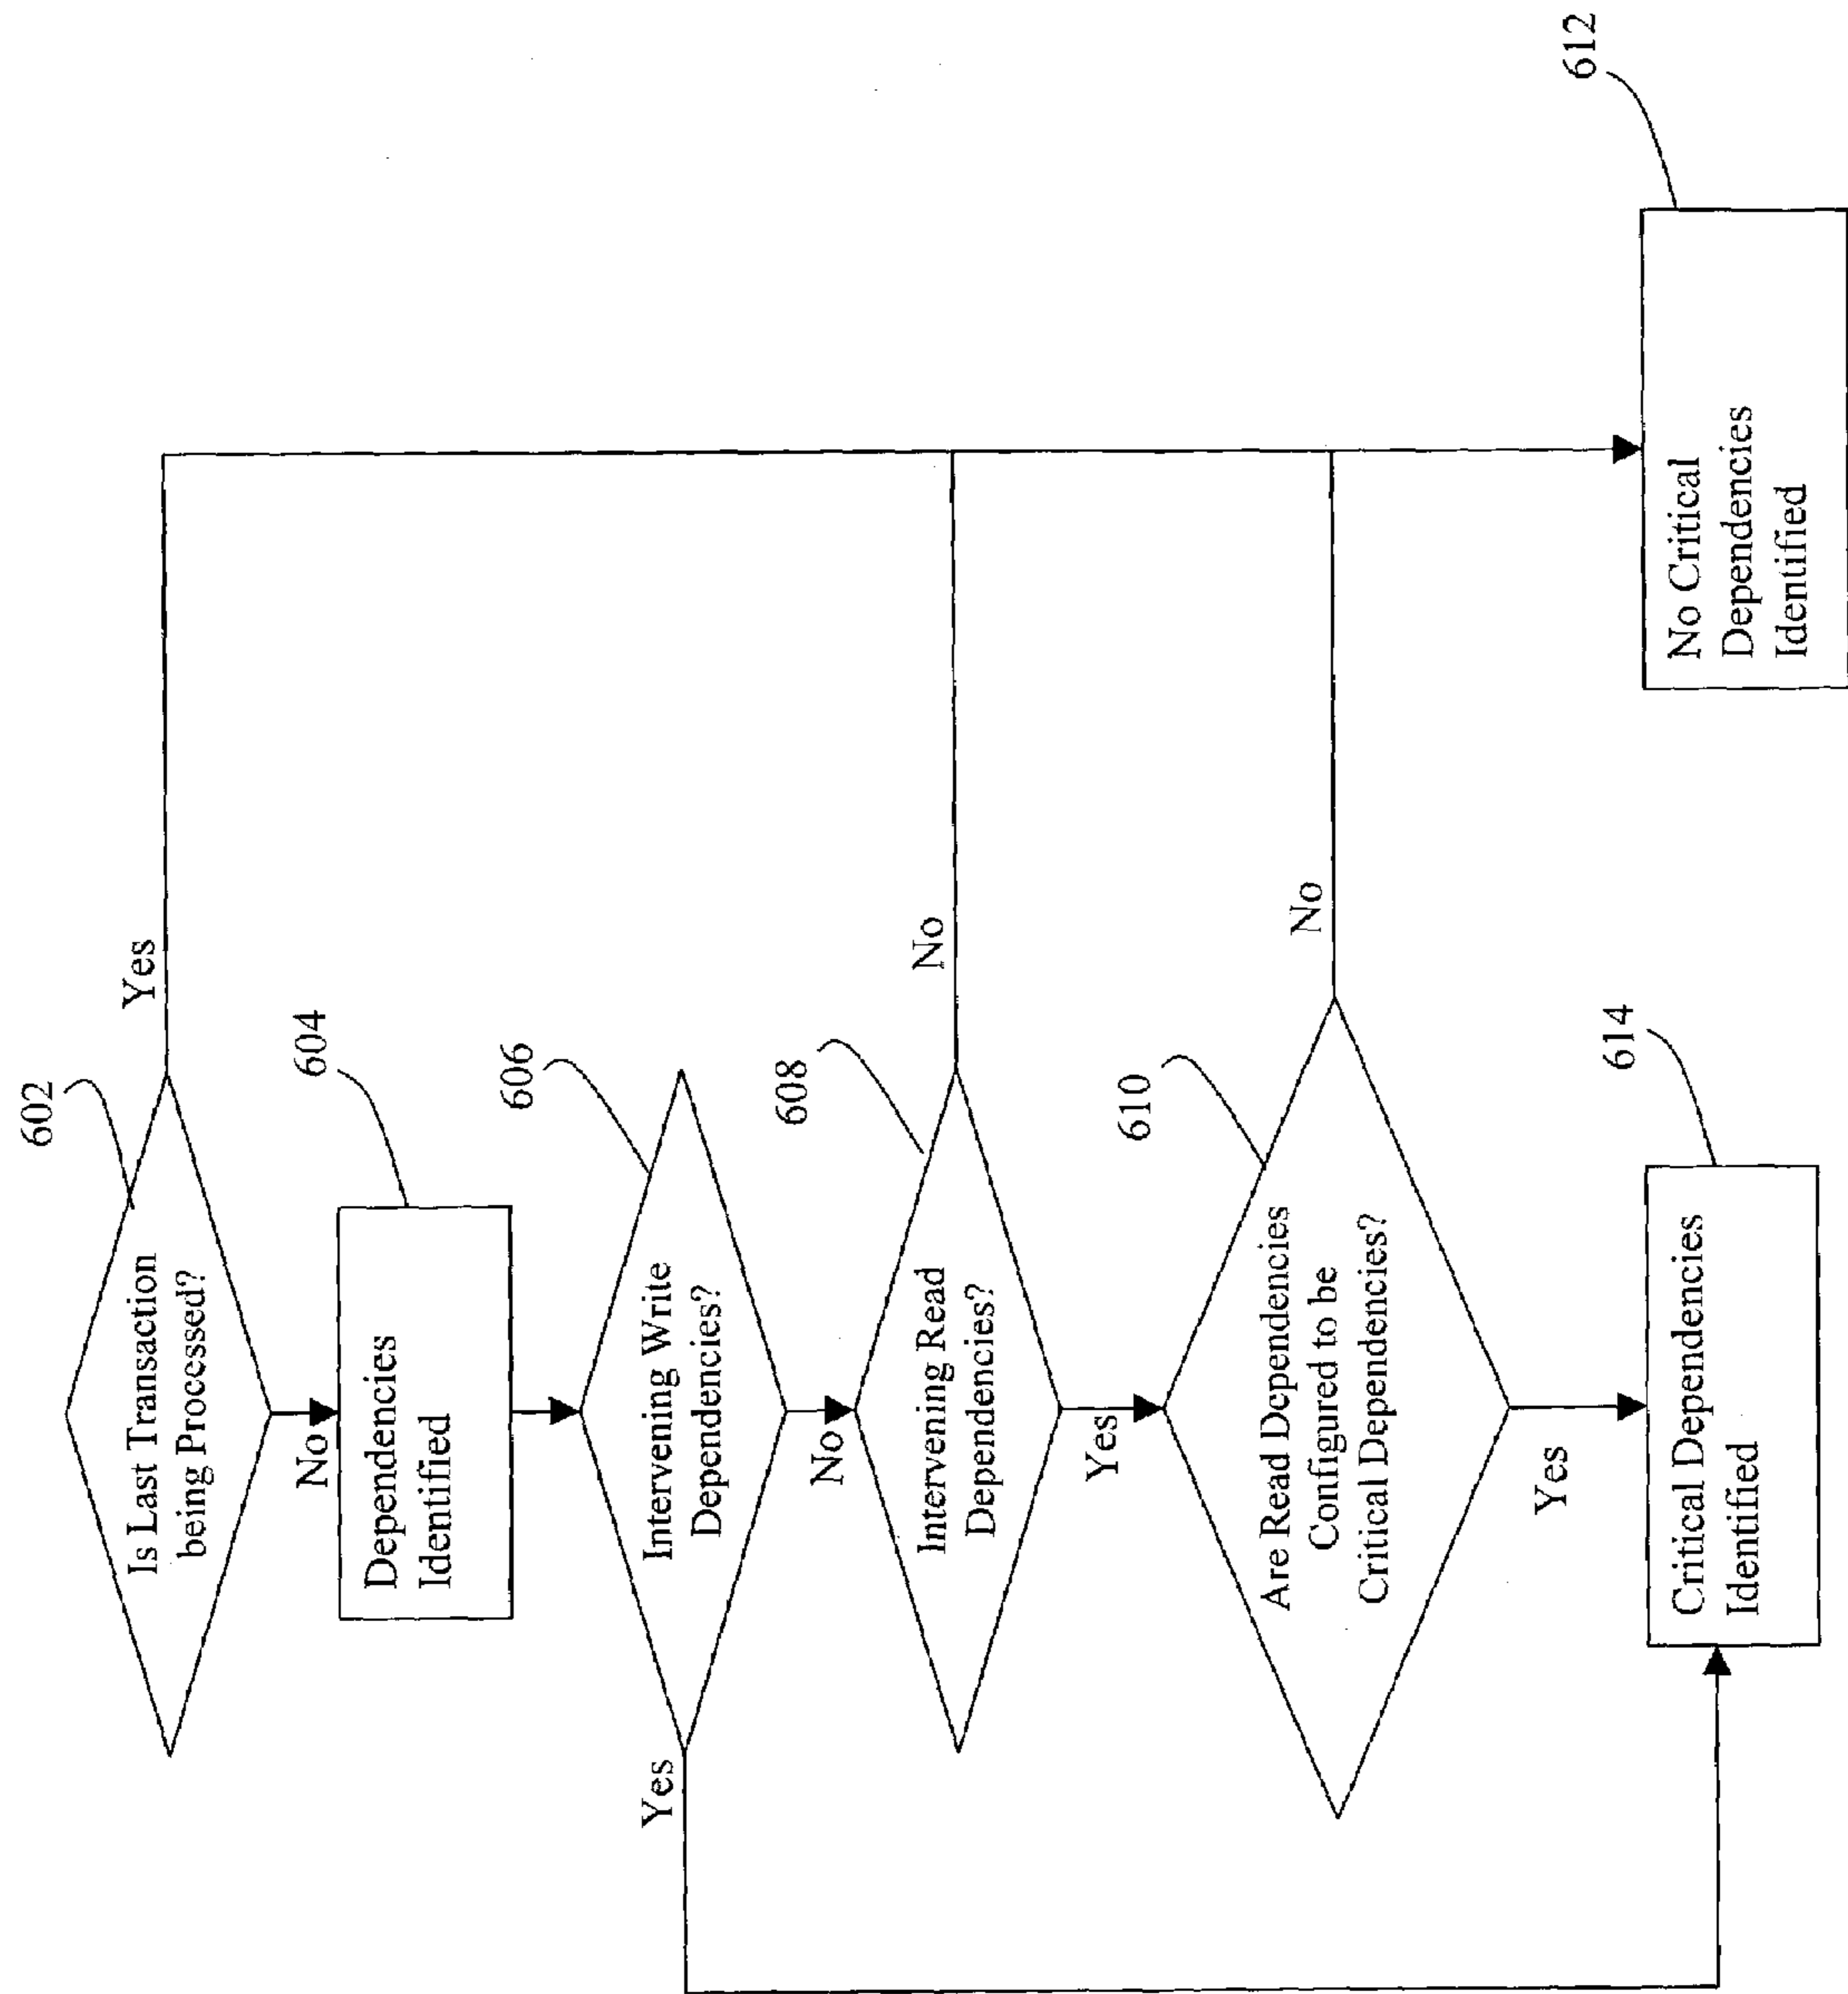 602
Is Last Transaction
being Processed?
Yes
No
604
Dependencies
Identified
606
Intervening Write
Dependencies?
Yes
No
608
Intervening Read
Dependencies?
No
Yes
610
Are Read Dependencies
Configured to be
Critical Dependencies?
No
Yes
614
Critical Dependencies
Identified
612
No Critical
Dependencies
Identified